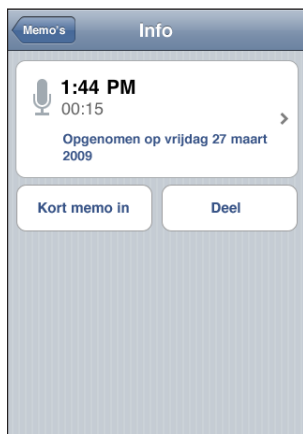 Memo's
Info
1:44 PM
00:15
Opgenomen op vrijdag 27 maart
2009
Kort memo in
Deel